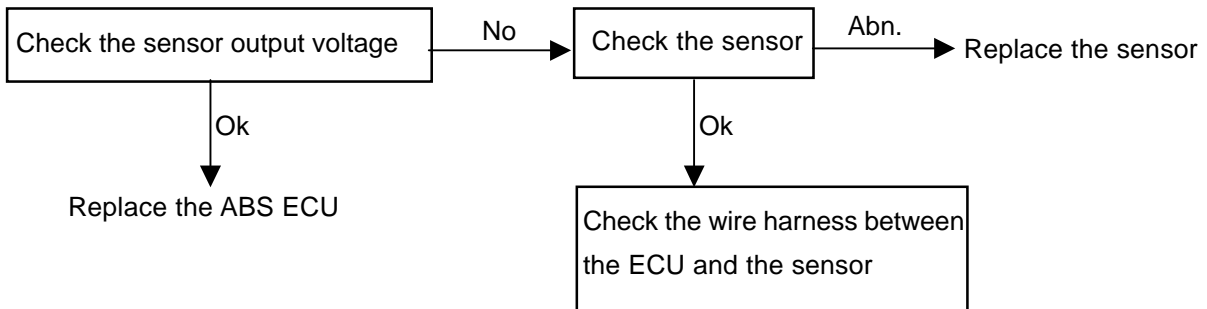 Check the sensor output voltage
No
Check the sensor
Abn.
Replace the sensor
Ok
Ok
Replace the ABS ECU
Check the wire harness between
the ECU and the sensor